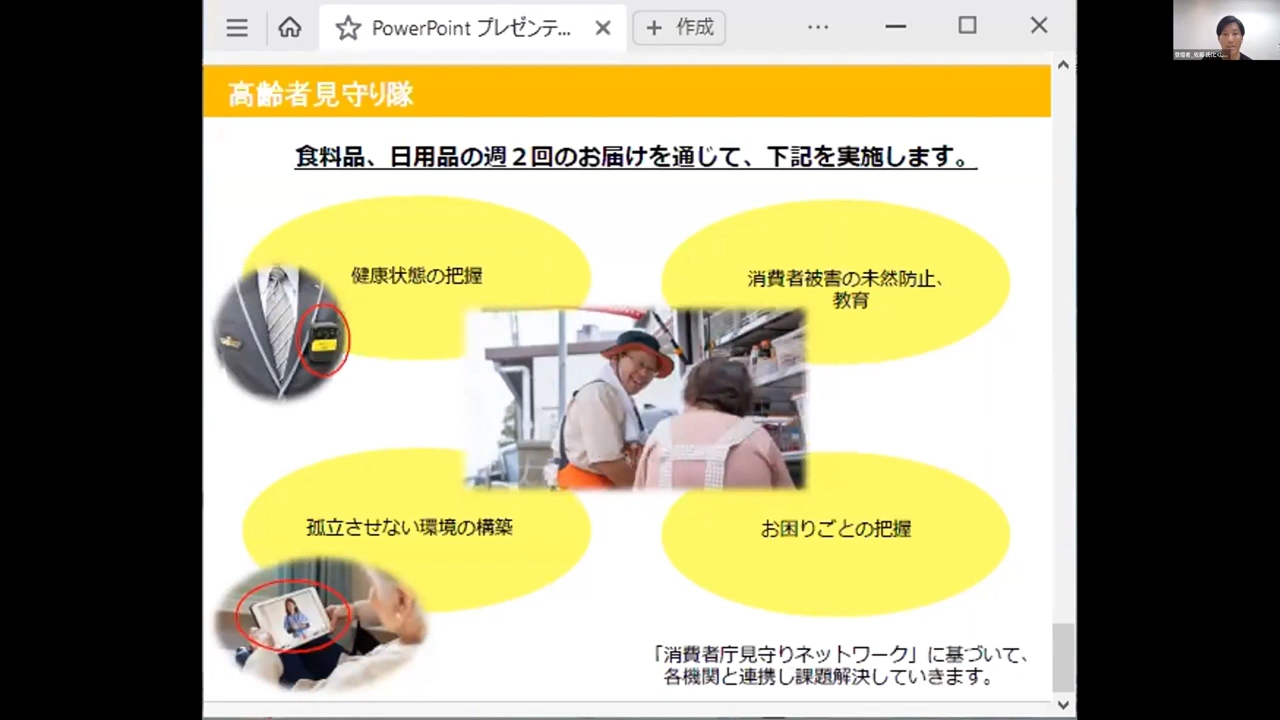 PowerPoint プレゼンテ...
作成
高齢者見守り隊
食料品、日用品の週２回のお届けを通じて、下記を実施します。
健康状態の把握
消費者被害の未然防止、
教育
孤立させない環境の構築
お困りごとの把握
「消費者庁見守りネットワーク」に基づいて、
各機関と連携し課題解決していきます。